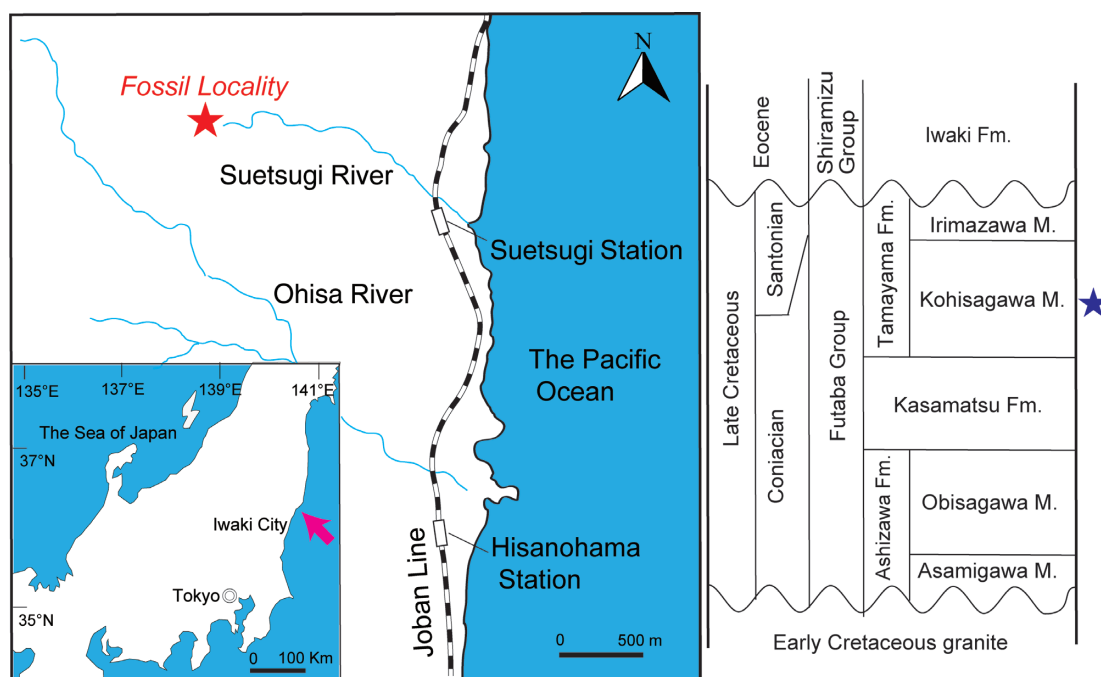 Fossil Locality
N
Suetsugi River
Suetsugi Station
Ohisa River
The Pacific
Ocean
Hisanohama
Station
Joban Line
0 500 m
135°E 137°E 139°E 141°E
The Sea of Japan
37°N
Iwaki City
Tokyo
35°N
0 100 Km
Eocene
Shiramizu
Group
Iwaki Fm.
Late Cretaceous
Santonian
Coniacian
Futaba Group
Tamayama Fm.
Irimazawa M.
Kohisagawa M.
Kasamatsu Fm.
Ashizawa Fm.
Obisagawa M.
Asamigawa M.
Early Cretaceous granite